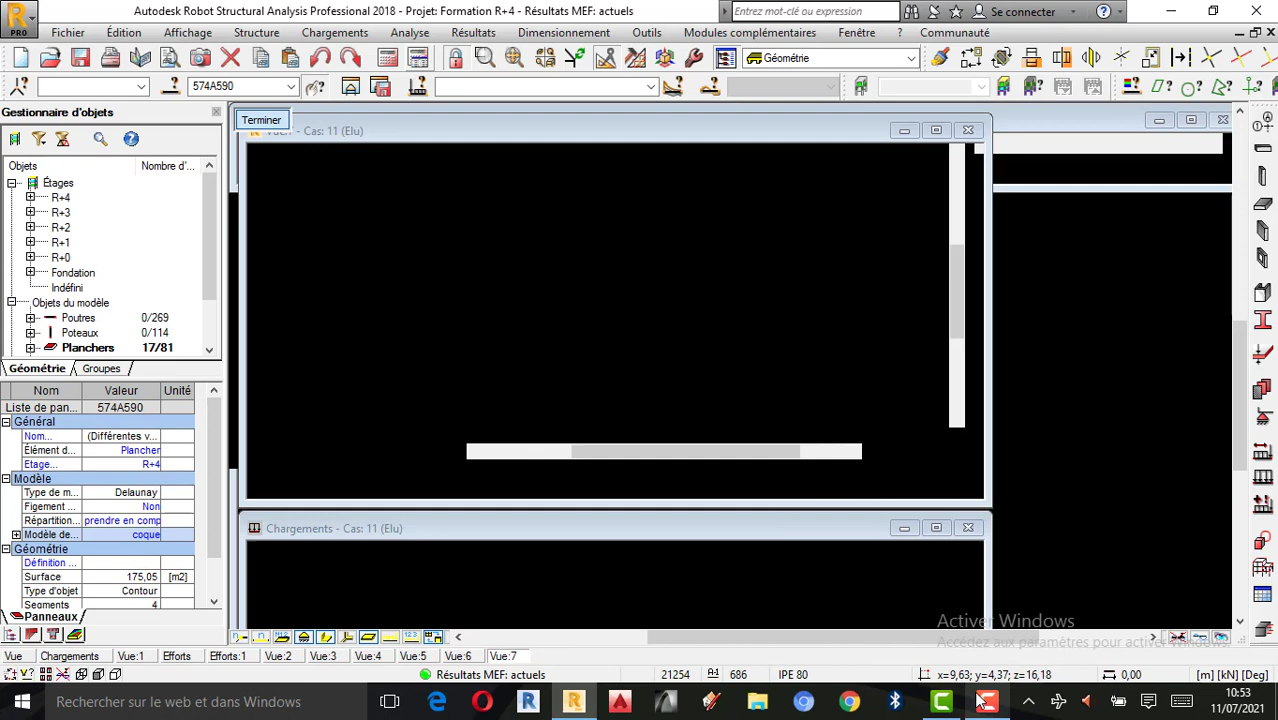 Autodesk Robot Structural Analysis Professional 2018 - Projet: Formation R+4 - Résultats MEF: actuels
Entrez mot-clé ou expression
Se connecter
PRO
Fichier Édition Affichage Structure Chargements Analyse Résultats Dimensionnement Outils Modules complémentaires Fenêtre ? Communauté
Géométrie
574A590
Gestionnaire d'objets
Terminer
- Cas: 11 (Elu)
Objets Nombre d'...
Étages
R+4
R+3
R+2
R+1
R+0
Fondation
Indéfini
Objets du modèle
Poutres 0/269
Poteaux 0/114
Planchers 17/81
Géométrie Groupes
Nom Valeur Unité
Liste de pan... 574A590
Général
Nom... (Différentes v...
Élément d... Plancher
Etage... R+4
Modèle
Type de m... Delaunay
Figement ... Non
Répartition... prendre en comp
Modèle de... coque
Géométrie
Définition ...
Surface 175,05 [m2]
Type d'objet Contour
Segments 4
Panneaux
Chargements - Cas: 11 (Elu)
Activer Windows
Accédez aux paramètres pour activer Windows
Vue Chargements Vue:1 Efforts Efforts:1 Vue:2 Vue:3 Vue:4 Vue:5 Vue:6 Vue:7
Résultats MEF: actuels 21254 686 IPE 80 x=9,63; y=4,37; z=16,18 0,00 [m] [kN] [Deg]
Rechercher sur le web et dans Windows
10:53
11/07/2021